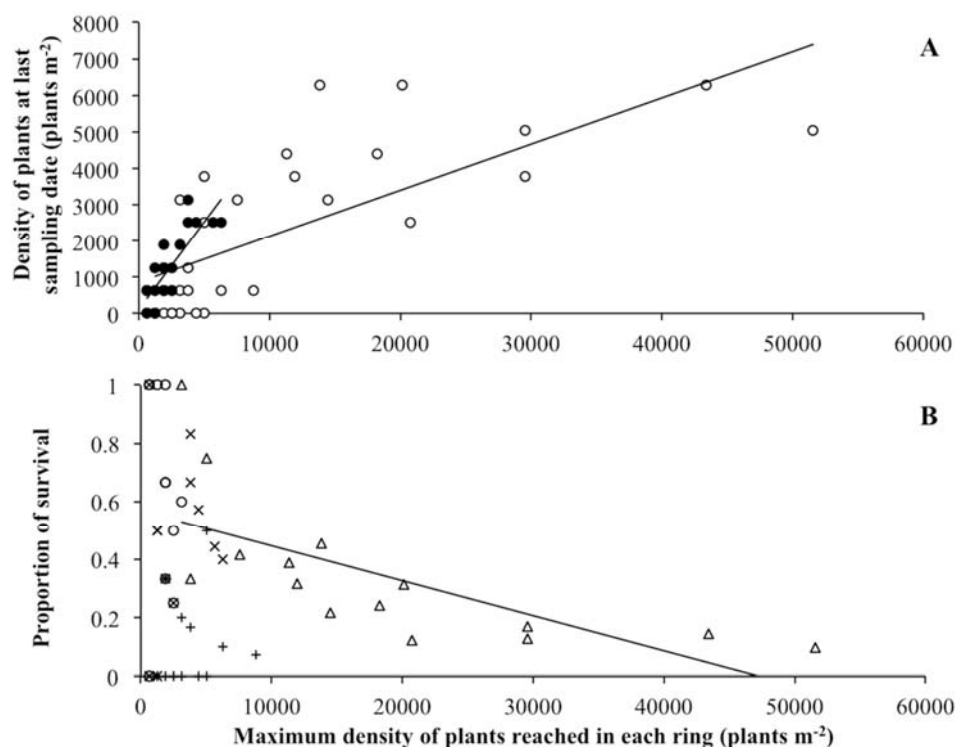 A
8000
7000
6000
5000
4000
3000
2000
1000
0
Density of plants at last
sampling date (plants m-2)
0 10000 20000 30000 40000 50000 60000
B
1
0.8
0.6
0.4
0.2
0
Proportion of survival
0 10000 20000 30000 40000 50000 60000
Maximum density of plants reached in each ring (plants m-2)